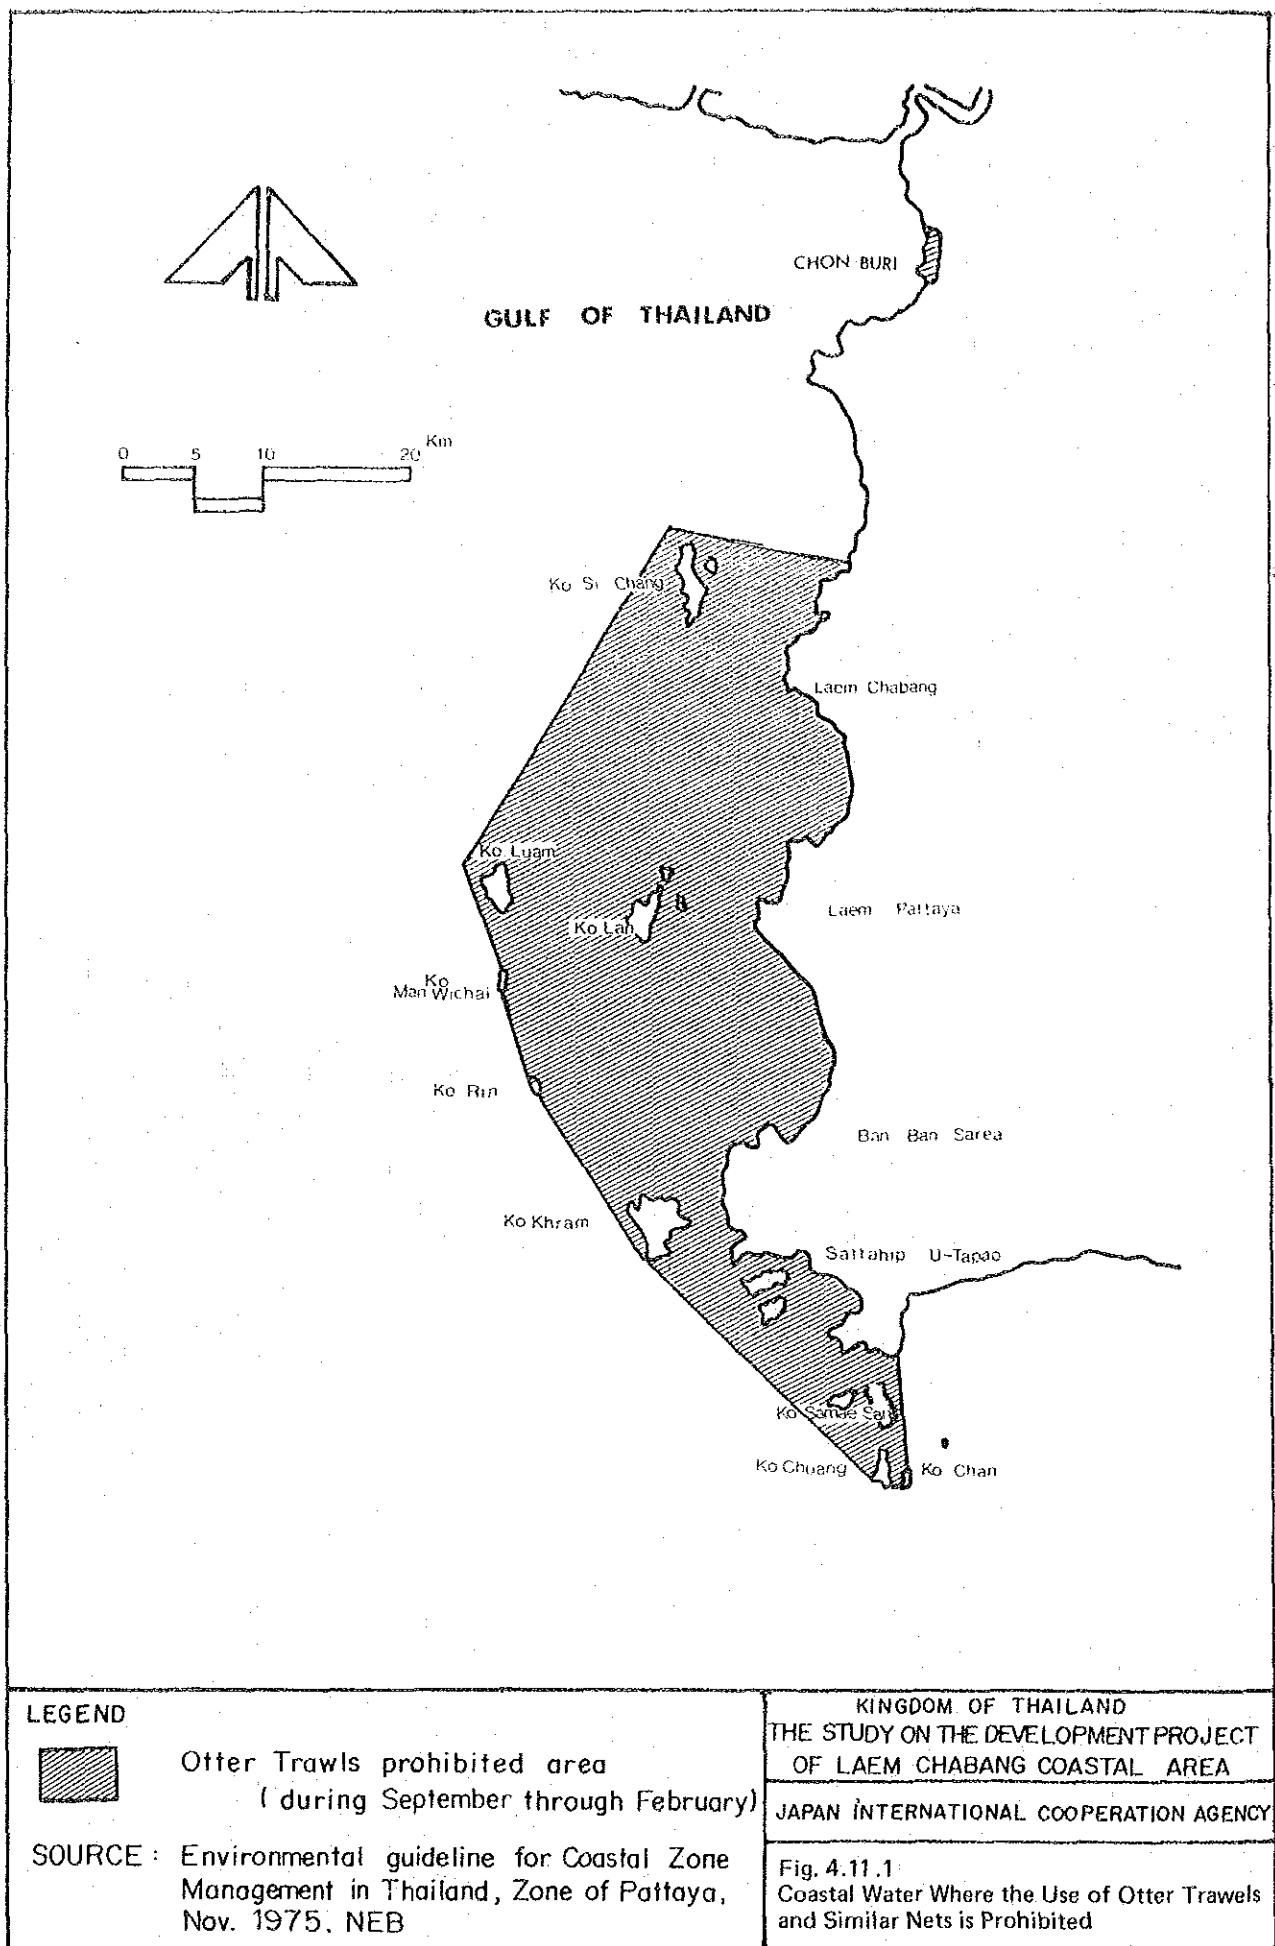 CHON BURI
GULF OF THAILAND
0 5 10 20 Km
Ko Si Chang
Laem Chabang
Ko Luam
Laem Pattaya
Ko Lan
Ko
Man Wichai
Ko Rin
Ban Ban Sarea
Ko Khram
Sattahip U-Tapao
Ko Samae San
Ko Chuang
Ko Chan
LEGEND
Otter Trawls prohibited area
( during September through February)
SOURCE : Environmental guideline for Coastal Zone
Management in Thailand, Zone of Pattaya,
Nov. 1975. NEB
KINGDOM OF THAILAND
THE STUDY ON THE DEVELOPMENT PROJECT
OF LAEM CHABANG COASTAL AREA
JAPAN INTERNATIONAL COOPERATION AGENCY
Fig. 4.11.1
Coastal Water Where the Use of Otter Trawels
and Similar Nets is Prohibited